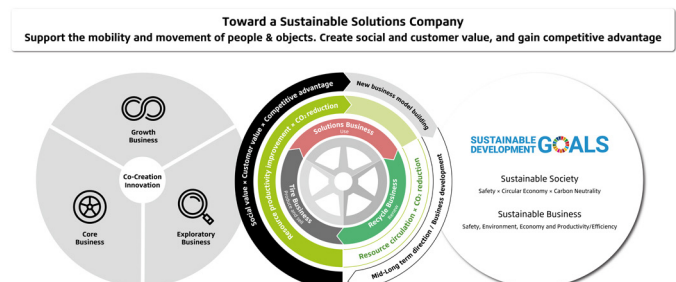 Toward a Sustainable Solutions Company
Support the mobility and movement of people & objects. Create social and customer value, and gain competitive advantage
Growth
Business
Co-Creation
Innovation
Core
Business
Exploratory
Business
Social value × Customer value × Competitive advantage
New business model building
Mid-Long term direction / Business development
Resource productivity improvement × CO₂ reduction
Resource circulation × CO₂ reduction
Solutions Business
Use
Tire Business
Produce and sell
Recycle Business
SUSTAINABLE
DEVELOPMENT GOALS
Sustainable Society
Safety × Circular Economy × Carbon Neutrality
Sustainable Business
Safety, Environment, Economy and Productivity/Efficiency